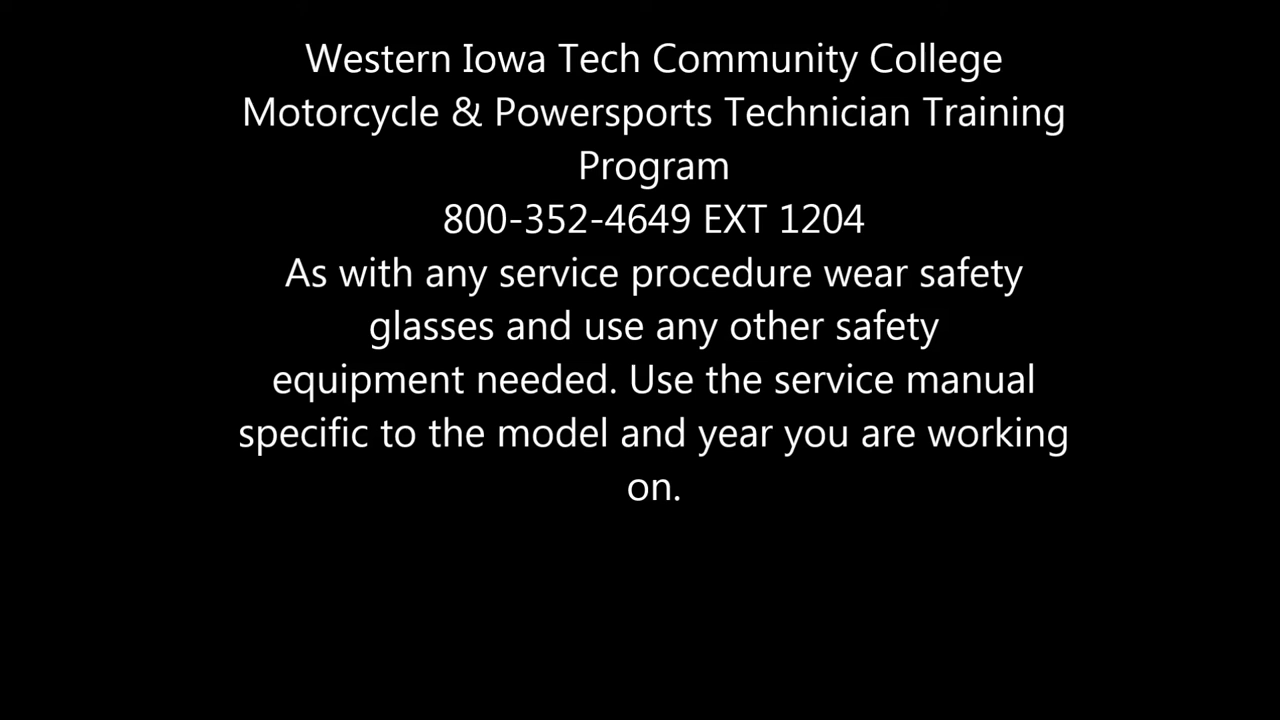 Western Iowa Tech Community College
Motorcycle & Powersports Technician Training
Program
800-352-4649 EXT 1204
As with any service procedure wear safety
glasses and use any other safety
equipment needed. Use the service manual
specific to the model and year you are working
on.